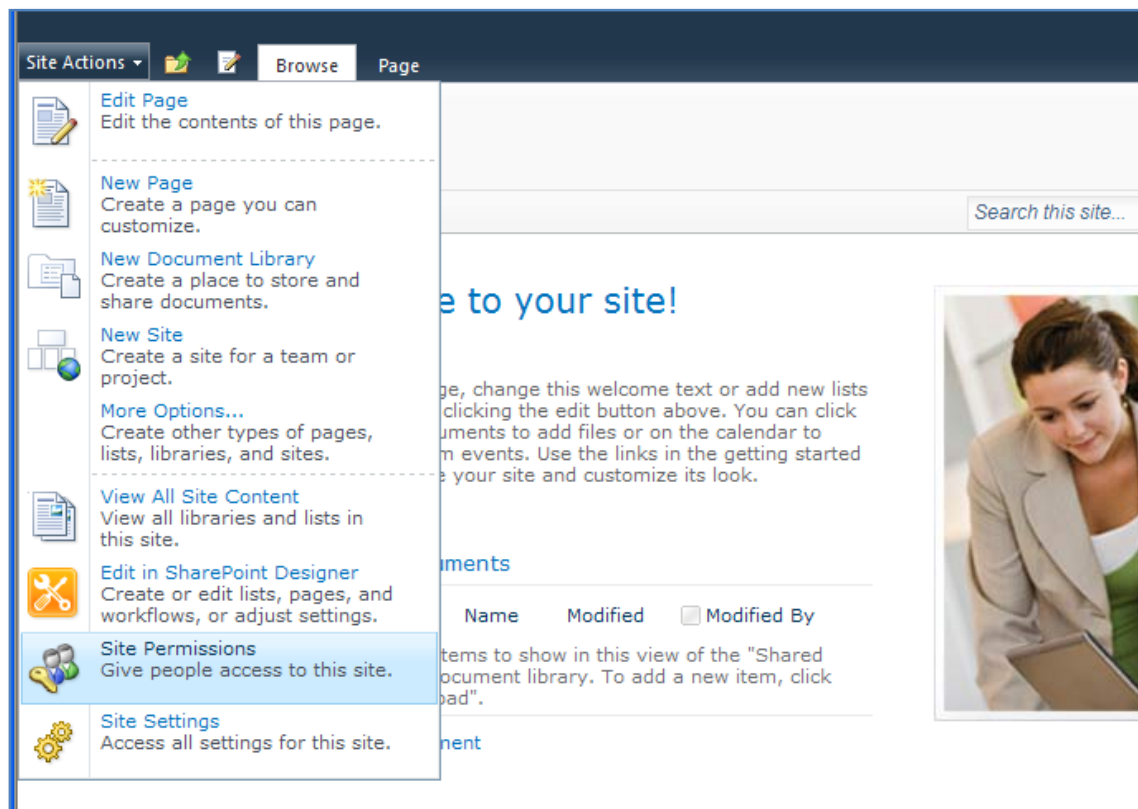 Site Actions Browse Page
Edit Page
Edit the contents of this page.
New Page
Create a page you can
customize.
New Document Library
Create a place to store and
share documents.
New Site
Create a site for a team or
project.
More Options...
Create other types of pages,
lists, libraries, and sites.
View All Site Content
View all libraries and lists in
this site.
Edit in SharePoint Designer
Create or edit lists, pages, and
workflows, or adjust settings.
Site Permissions
Give people access to this site.
Site Settings
Access all settings for this site.
Search this site...
e to your site!
ge, change this welcome text or add new lists
clicking the edit button above. You can click
uments to add files or on the calendar to
m events. Use the links in the getting started
e your site and customize its look.
uments
Name Modified Modified By
tems to show in this view of the "Shared
ocument library. To add a new item, click
oad".
ment